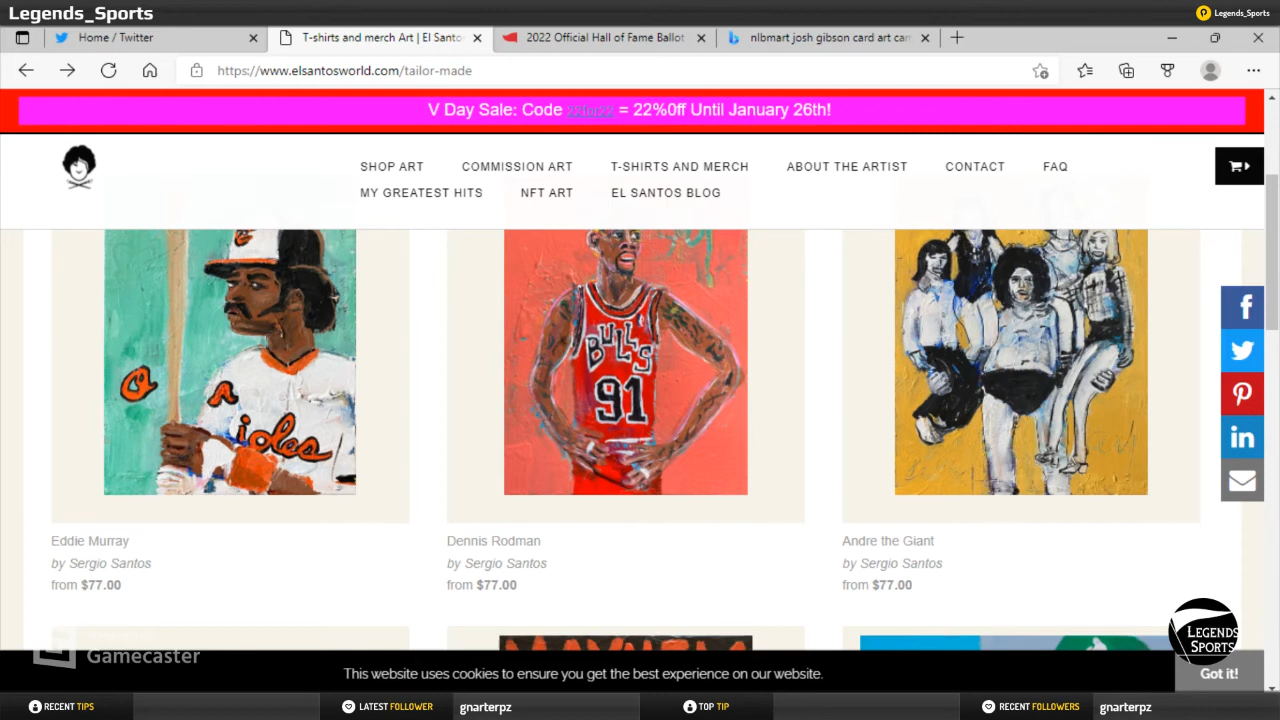 Legends_Sports
Legends_Sports
Home / Twitter
T-shirts and merch Art | El Santo
2022 Official Hall of Fame Ballot
nlbmart josh gibson card art can
https://www.elsantosworld.com/tailor-made
V Day Sale: Code 22for22 = 22%0ff Until January 26th!
SHOP ART
COMMISSION ART
T-SHIRTS AND MERCH
ABOUT THE ARTIST
CONTACT
FAQ
MY GREATEST HITS
NFT ART
EL SANTOS BLOG
O
rioles
BULLS
91
Eddie Murray
by Sergio Santos
from $77.00
Dennis Rodman
by Sergio Santos
from $77.00
Andre the Giant
by Sergio Santos
from $77.00
LEGENDS
SPORTS
Gamecaster
This website uses cookies to ensure you get the best experience on our website.
Got it!
RECENT TIPS
LATEST FOLLOWER
gnarterpz
TOP TIP
RECENT FOLLOWERS
gnarterpz